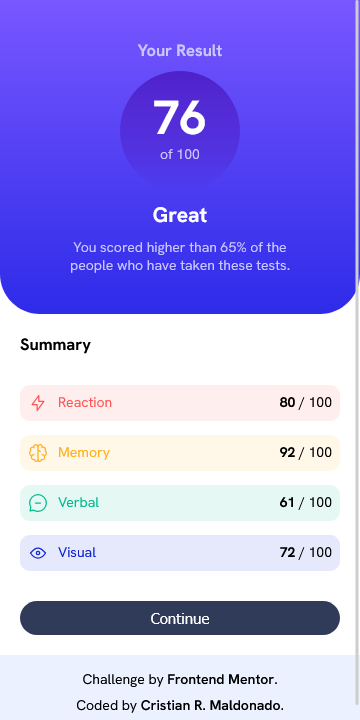 Your Result
76
of 100
Great
You scored higher than 65% of the
people who have taken these tests.
Summary
Reaction 80 / 100
Memory 92 / 100
Verbal 61 / 100
Visual 72 / 100
Continue
Challenge by Frontend Mentor.
Coded by Cristian R. Maldonado.